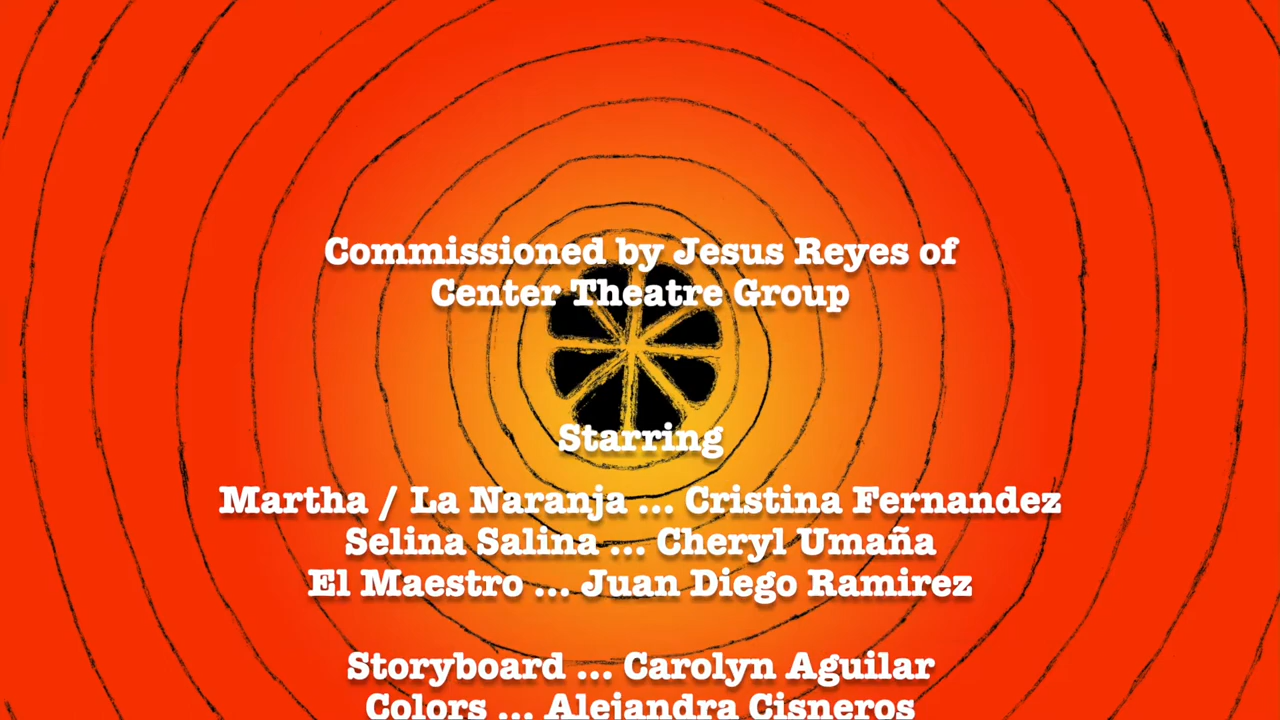 Commissioned by Jesus Reyes of
Center Theatre Group
Starring
Martha / La Naranja ... Cristina Fernandez
Selina Salina ... Cheryl Umaña
El Maestro ... Juan Diego Ramirez
Storyboard ... Carolyn Aguilar
Colors ... Alejandra Cisneros